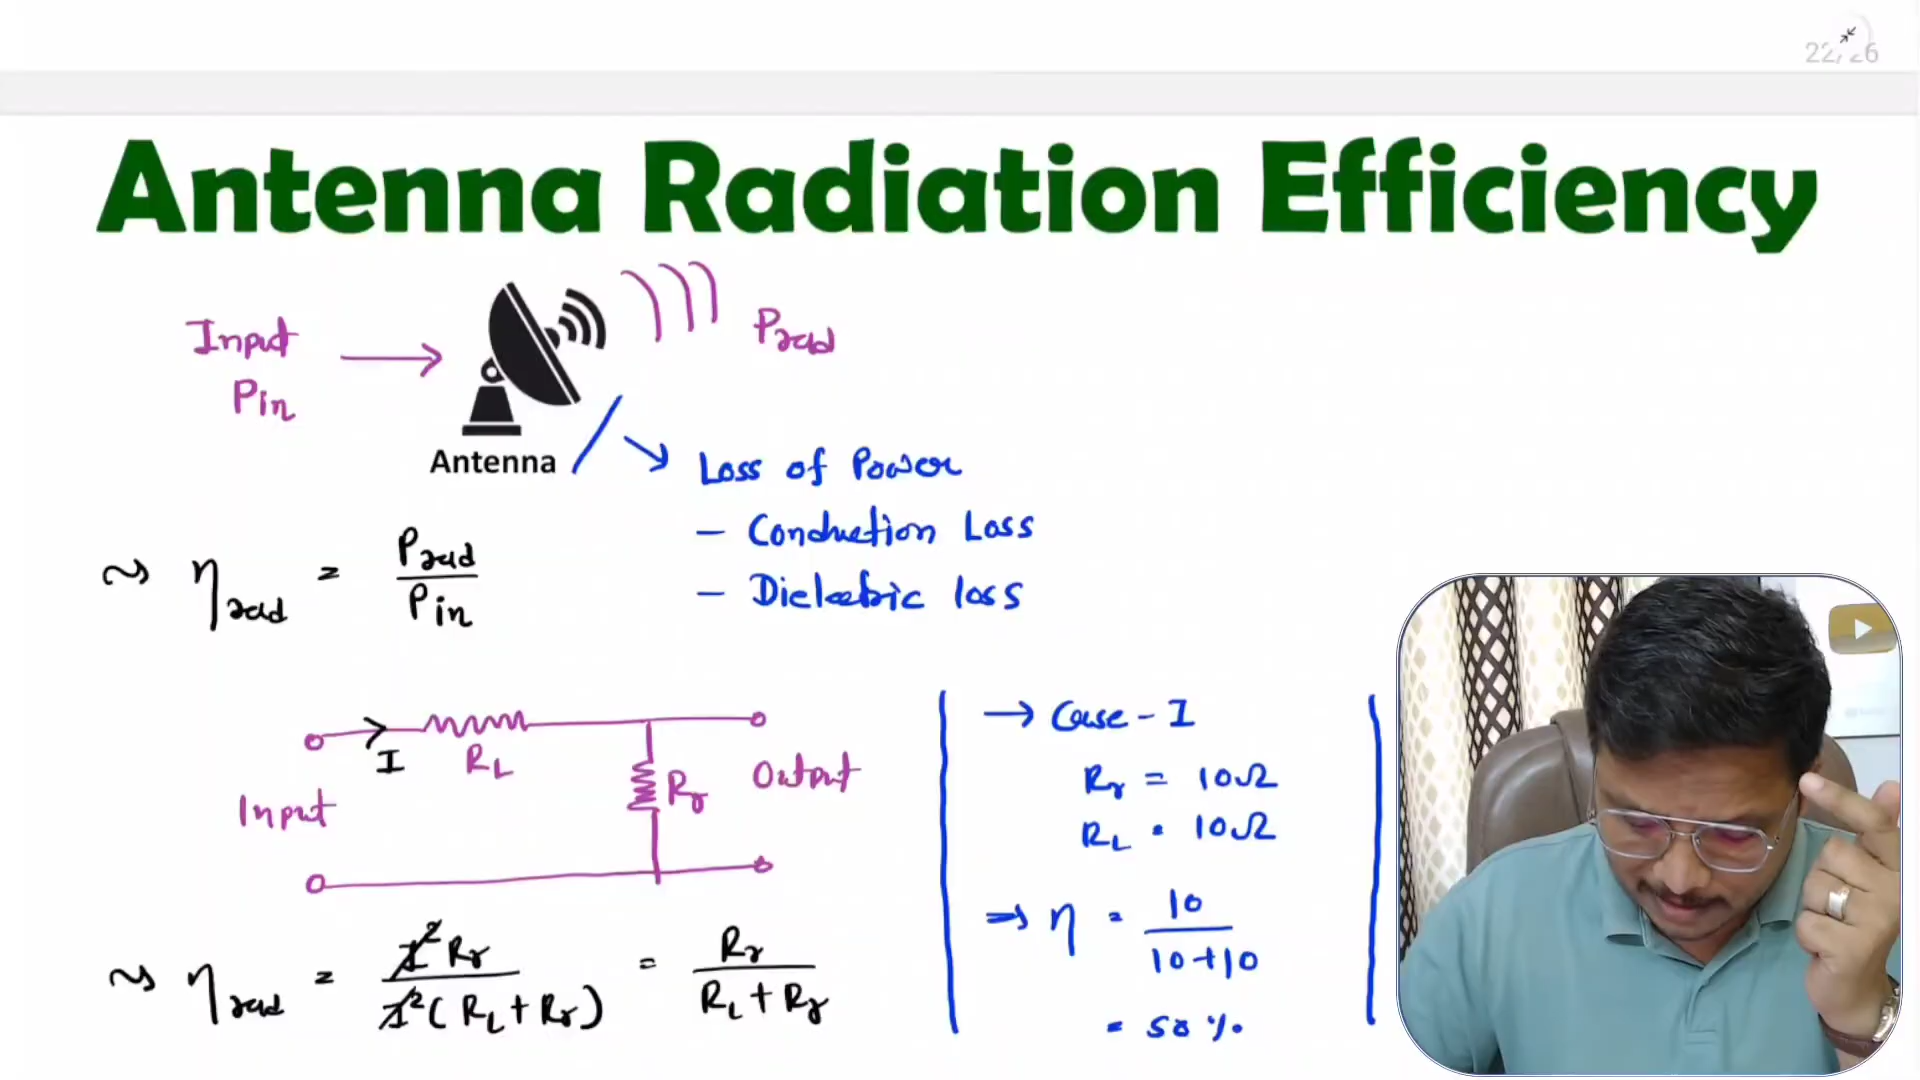 22/26
Antenna Radiation Efficiency
Input
Pin
Prad
Antenna
Loss of Power
- Conduction Loss
- Dielectric loss
ηrad = Prad / Pin
I
RL
Rr
Input
Output
ηrad = I²Rr / I²(RL + Rr) = Rr / RL + Rr
→ Case - I
Rr = 10Ω
RL = 10Ω
⇒ η = 10 / 10+10
= 50 %